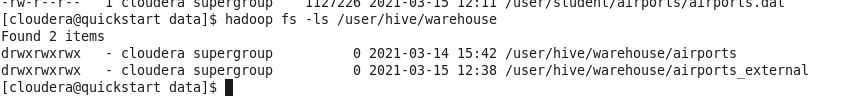 -rw-r--r-- 1 cloudera supergroup 1127226 2021-03-15 12:11 /user/student/airports/airports.dat
[cloudera@quickstart data]$ hadoop fs -ls /user/hive/warehouse
Found 2 items
drwxrwxrwx - cloudera supergroup 0 2021-03-14 15:42 /user/hive/warehouse/airports
drwxrwxrwx - cloudera supergroup 0 2021-03-15 12:38 /user/hive/warehouse/airports_external
[cloudera@quickstart data]$